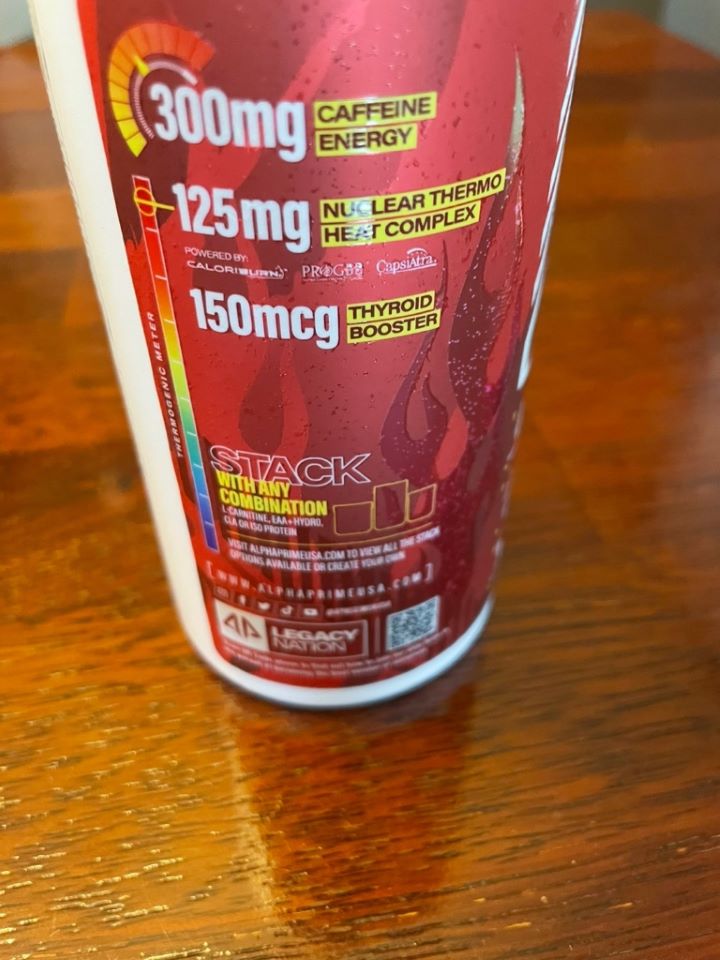 300mg CAFFEINE
ENERGY
125mg NUCLEAR THERMO
HEAT COMPLEX
POWERED BY:
CALORIBURN PROGBB CapsiAtra
150mcg THYROID
BOOSTER
THERMOGENIC METER
STACK
WITH ANY
COMBINATION
L-CARNITINE, EAA+HYDRO,
CLA OR ISO PROTEIN
VISIT ALPHAPRIMEUSA.COM TO VIEW ALL THE STACK
OPTIONS AVAILABLE OR CREATE YOUR OWN
[WWW.ALPHAPRIMEUSA.COM]
LEGACY
NATION